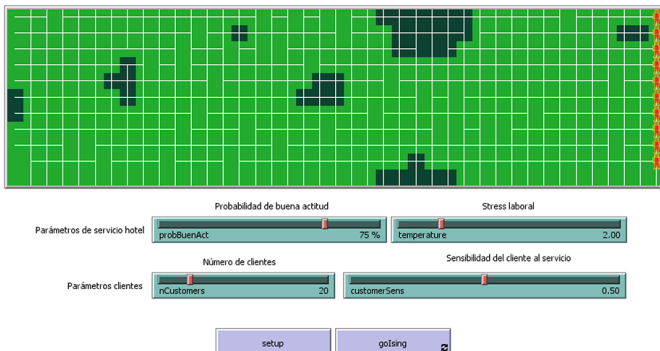 Probabilidad de buena actitud
Stress laboral
Parámetros de servicio hotel
probBuenAct 75 %
temperature 2.00
Número de clientes
Sensibilidad del cliente al servicio
Parámetros clientes
nCustomers 20
customerSens 0.50
setup
goIsing